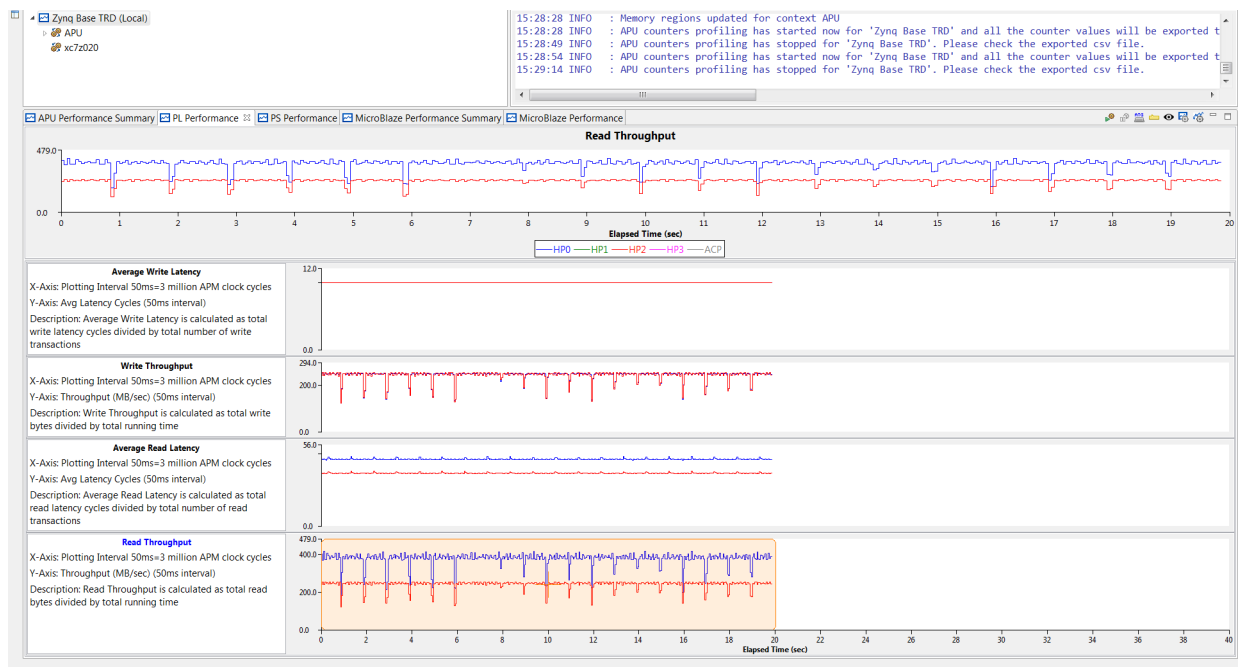 Zynq Base TRD (Local)
APU
xc7z020
15:28:28 INFO : Memory regions updated for context APU
15:28:28 INFO : APU counters profiling has started now for 'Zynq Base TRD' and all the counter values will be exported t
15:28:49 INFO : APU counters profiling has stopped for 'Zynq Base TRD'. Please check the exported csv file.
15:28:54 INFO : APU counters profiling has started now for 'Zynq Base TRD' and all the counter values will be exported t
15:29:14 INFO : APU counters profiling has stopped for 'Zynq Base TRD'. Please check the exported csv file.
APU Performance Summary PL Performance PS Performance MicroBlaze Performance Summary MicroBlaze Performance
Read Throughput
479.0
0.0
0 1 2 3 4 5 6 7 8 9 10 11 12 13 14 15 16 17 18 19 20
Elapsed Time (sec)
HP0 HP1 HP2 HP3 ACP
Average Write Latency
X-Axis: Plotting Interval 50ms=3 million APM clock cycles
Y-Axis: Avg Latency Cycles (50ms interval)
Description: Average Write Latency is calculated as total
write latency cycles divided by total number of write
transactions
12.0
0.0
Write Throughput
X-Axis: Plotting Interval 50ms=3 million APM clock cycles
Y-Axis: Throughput (MB/sec) (50ms interval)
Description: Write Throughput is calculated as total write
bytes divided by total running time
294.0
200.0
0.0
Average Read Latency
X-Axis: Plotting Interval 50ms=3 million APM clock cycles
Y-Axis: Avg Latency Cycles (50ms interval)
Description: Average Read Latency is calculated as total
read latency cycles divided by total number of read
transactions
56.0
0.0
Read Throughput
X-Axis: Plotting Interval 50ms=3 million APM clock cycles
Y-Axis: Throughput (MB/sec) (50ms interval)
Description: Read Throughput is calculated as total read
bytes divided by total running time
479.0
400.0
200.0
0.0
0 2 4 6 8 10 12 14 16 18 20 22 24 26 28 30 32 34 36 38 40
Elapsed Time (sec)